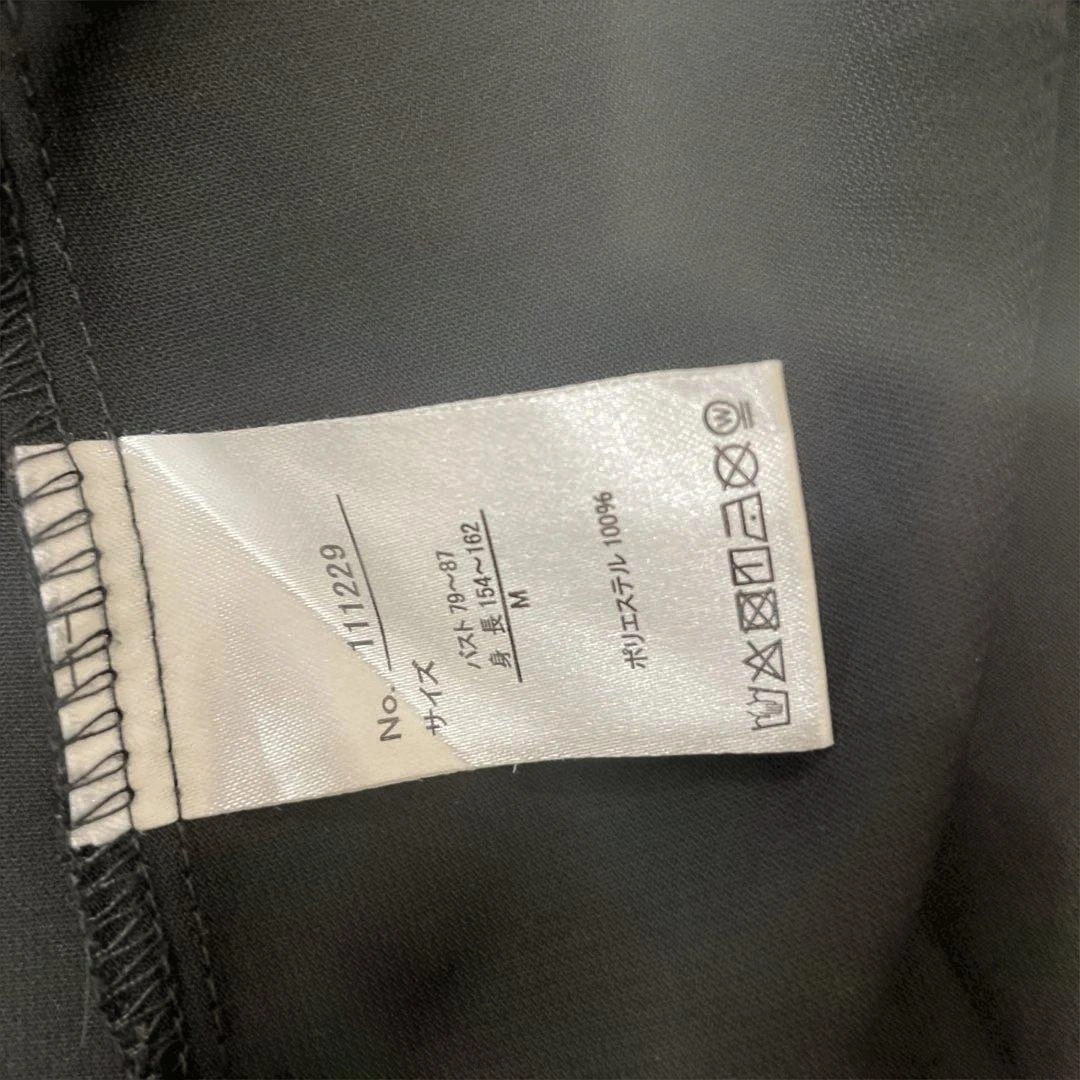 No. 111229
サイズ
バスト 79～87
身 長 154～162
M
ポリエステル 100%
W